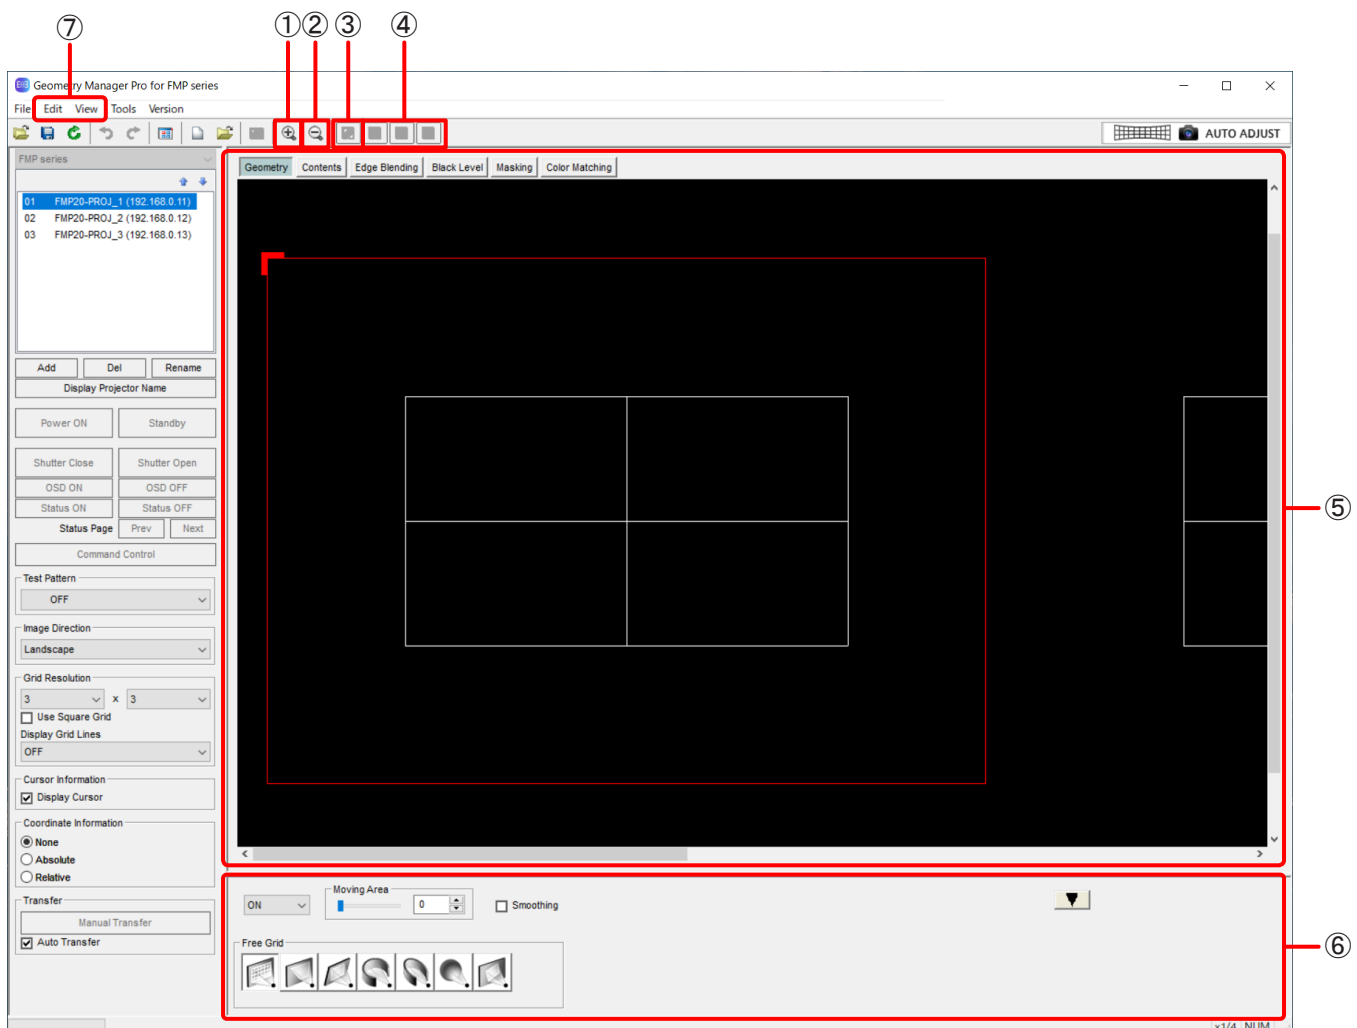 ⑦ ① ② ③ ④
Geometry Manager Pro for FMP series
File Edit View Tools Version
AUTO ADJUST
FMP series
01 FMP20-PROJ_1 (192.168.0.11)
02 FMP20-PROJ_2 (192.168.0.12)
03 FMP20-PROJ_3 (192.168.0.13)
Add Del Rename
Display Projector Name
Power ON Standby
Shutter Close Shutter Open
OSD ON OSD OFF
Status ON Status OFF
Status Page Prev Next
Command Control
Test Pattern
OFF
Image Direction
Landscape
Grid Resolution
3 x 3
Use Square Grid
Display Grid Lines
OFF
Cursor Information
Display Cursor
Coordinate Information
None
Absolute
Relative
Transfer
Manual Transfer
Auto Transfer
Geometry Contents Edge Blending Black Level Masking Color Matching
⑤
ON Moving Area 0 Smoothing
Free Grid
⑥
x1/4 NUM